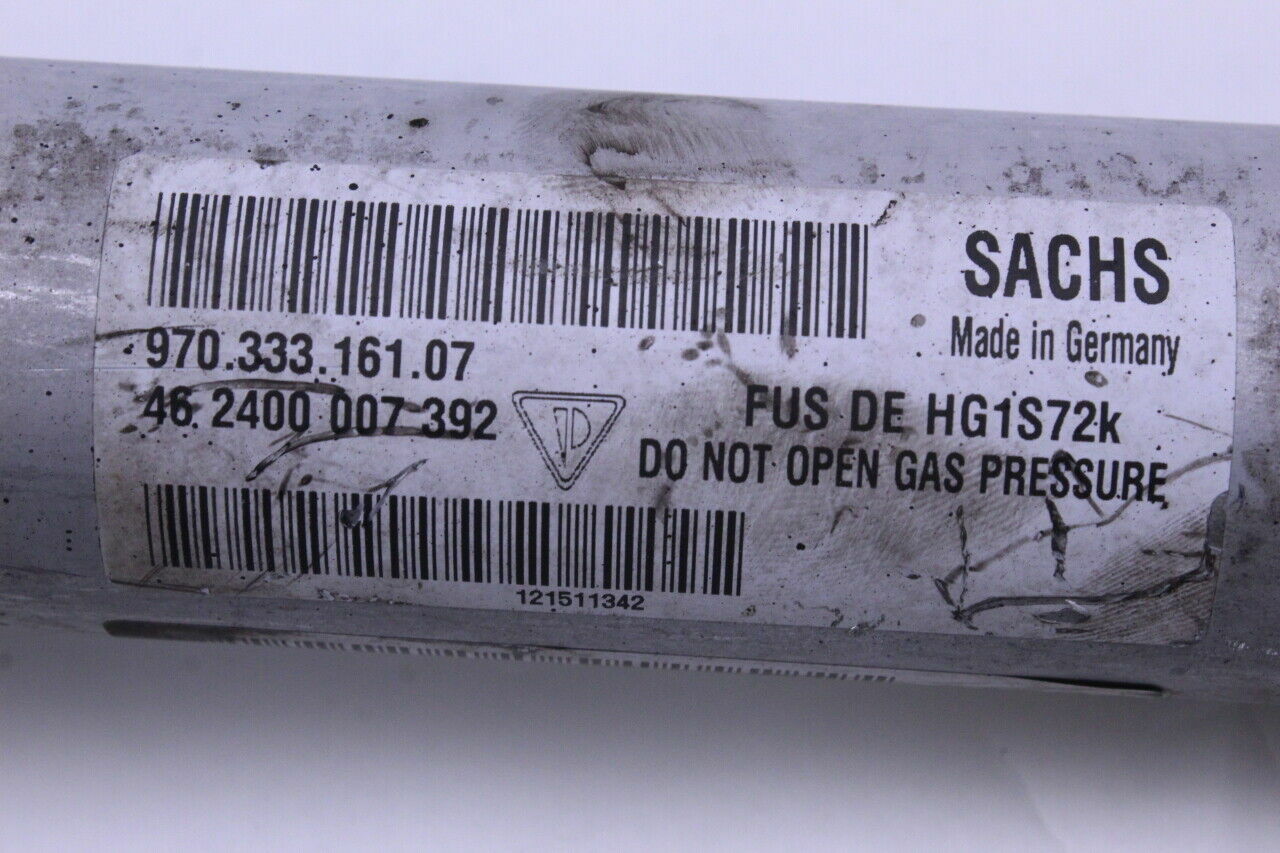 SACHS
Made in Germany
970.333.161.07
46 2400 007 392
FUS DE HG1S72k
DO NOT OPEN GAS PRESSURE
121511342